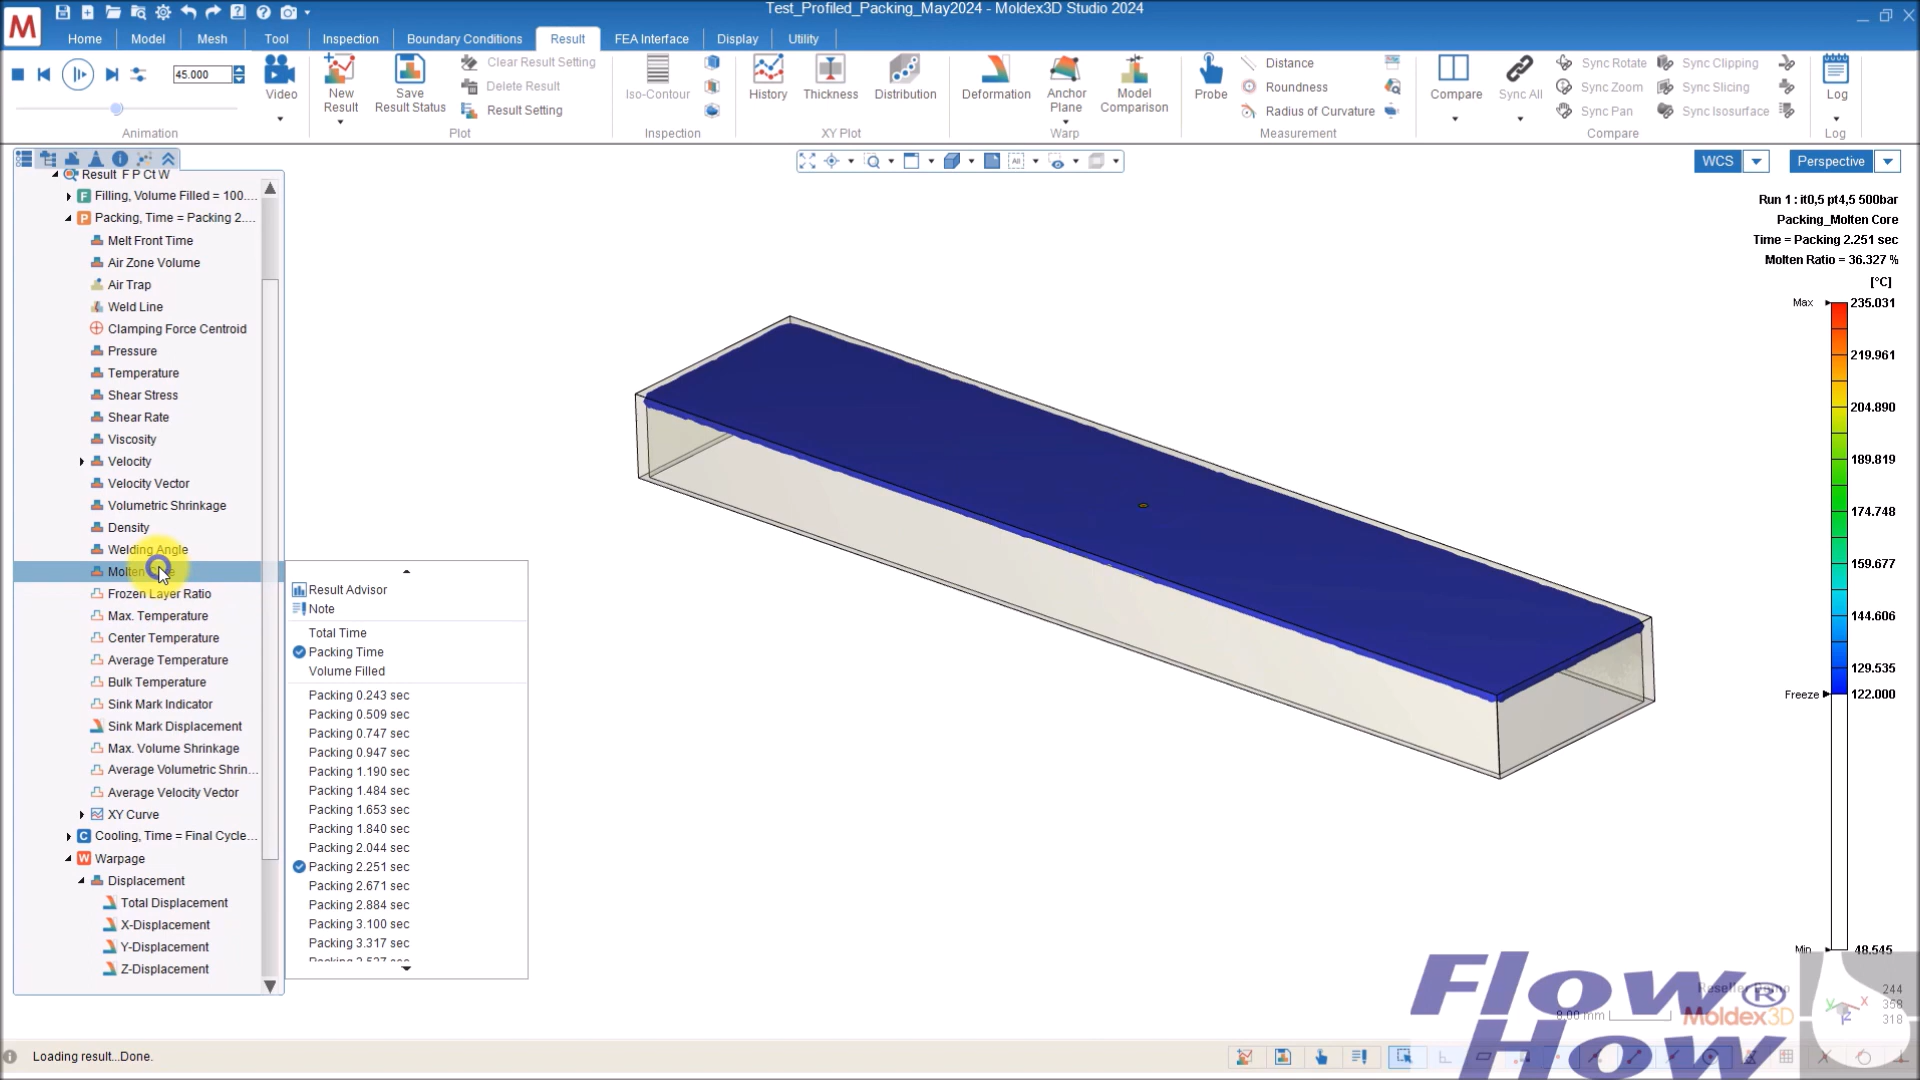 Test_Profiled_Packing_May2024 - Moldex3D Studio 2024
M
Home Model Mesh Tool Inspection Boundary Conditions Result FEA Interface Display Utility
45.000
Video
New Result
Save Result Status
Clear Result Setting
Delete Result
Result Setting
Iso-Contour
History
Thickness
Distribution
Deformation
Anchor Plane
Model Comparison
Probe
Distance
Roundness
Radius of Curvature
Compare
Sync All
Sync Rotate
Sync Zoom
Sync Pan
Sync Clipping
Sync Slicing
Sync Isosurface
Log
Animation Plot Inspection XY Plot Warp Measurement Compare Log
WCS
Perspective
Result F P Ct W
Filling, Volume Filled = 100....
Packing, Time = Packing 2....
Melt Front Time
Air Zone Volume
Air Trap
Weld Line
Clamping Force Centroid
Pressure
Temperature
Shear Stress
Shear Rate
Viscosity
Velocity
Velocity Vector
Volumetric Shrinkage
Density
Welding Angle
Frozen Layer Ratio
Max. Temperature
Center Temperature
Average Temperature
Bulk Temperature
Sink Mark Indicator
Sink Mark Displacement
Max. Volume Shrinkage
Average Volumetric Shrin...
Average Velocity Vector
XY Curve
Cooling, Time = Final Cycle...
Warpage
Displacement
Total Displacement
X-Displacement
Y-Displacement
Z-Displacement
Result Advisor
Note
Total Time
Packing Time
Volume Filled
Packing 0.243 sec
Packing 0.509 sec
Packing 0.747 sec
Packing 0.947 sec
Packing 1.190 sec
Packing 1.484 sec
Packing 1.653 sec
Packing 1.840 sec
Packing 2.044 sec
Packing 2.251 sec
Packing 2.671 sec
Packing 2.884 sec
Packing 3.100 sec
Packing 3.317 sec
Run 1 : it0,5 pt4,5 500bar
Packing_Molten Core
Time = Packing 2.251 sec
Molten Ratio = 36.327 %
[°C]
Max 235.031
219.961
204.890
189.819
174.748
159.677
144.606
129.535
Freeze 122.000
Min 48.545
Flow
How
®
Moldex3D
8.00 mm
Y X Z
244
358
318
Loading result...Done.